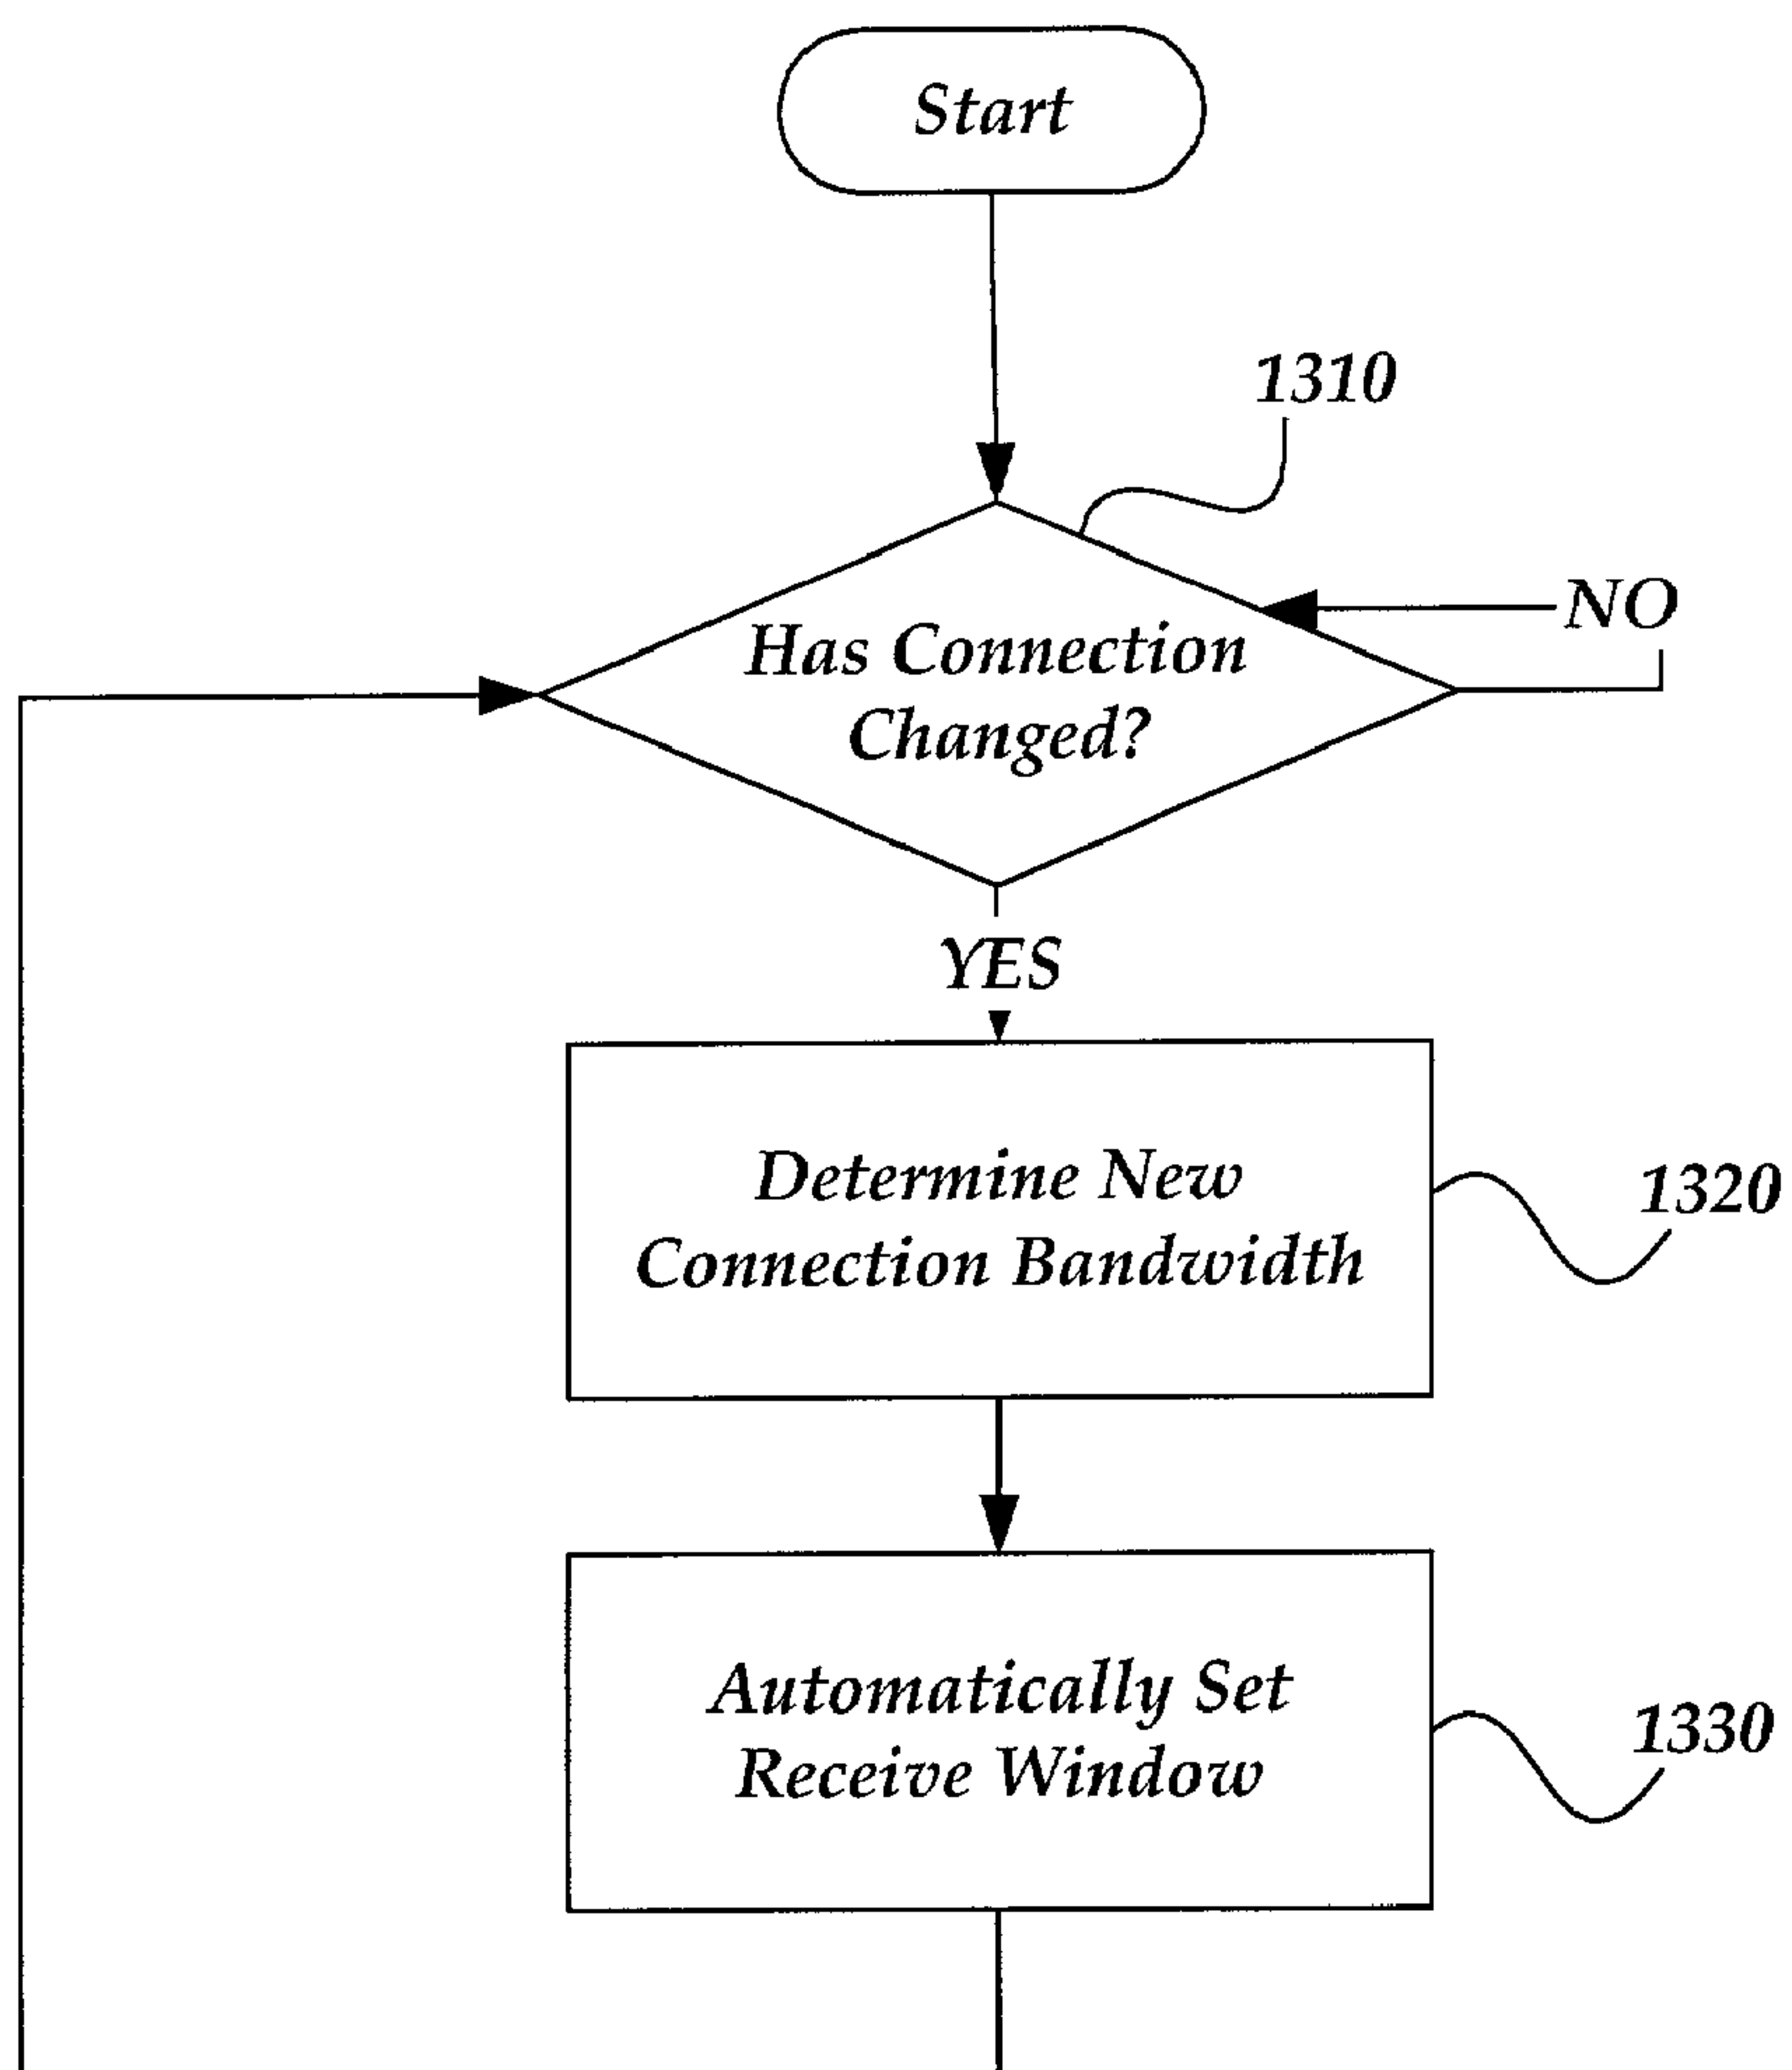 Start
1310
NO
Has Connection
Changed?
YES
Determine New
Connection Bandwidth
1320
Automatically Set
Receive Window
1330